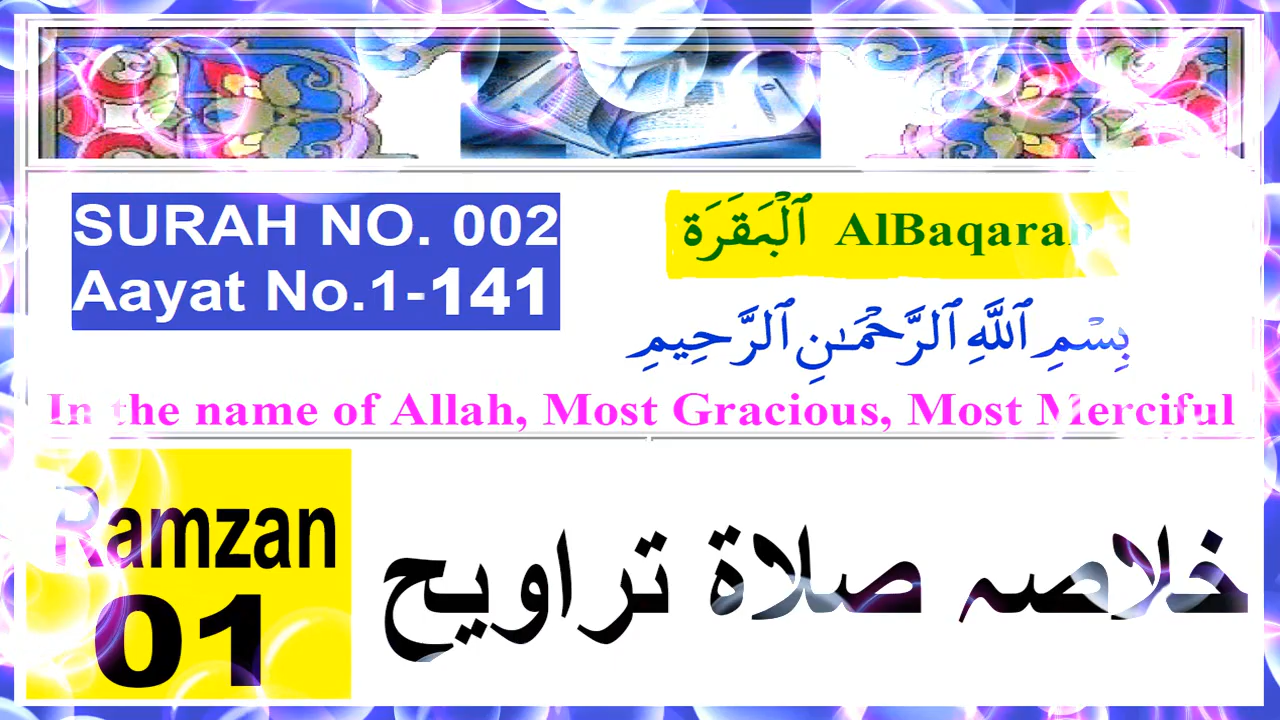 SURAH NO. 002
Aayat No.1-141
ٱلْبَقَرَة AlBaqarah
بِسْمِ ٱللَّهِ ٱلرَّحْمَـٰنِ ٱلرَّحِيمِ
In the name of Allah, Most Gracious, Most Merciful
Ramzan
01
خلاصہ صلاۃ تراویح